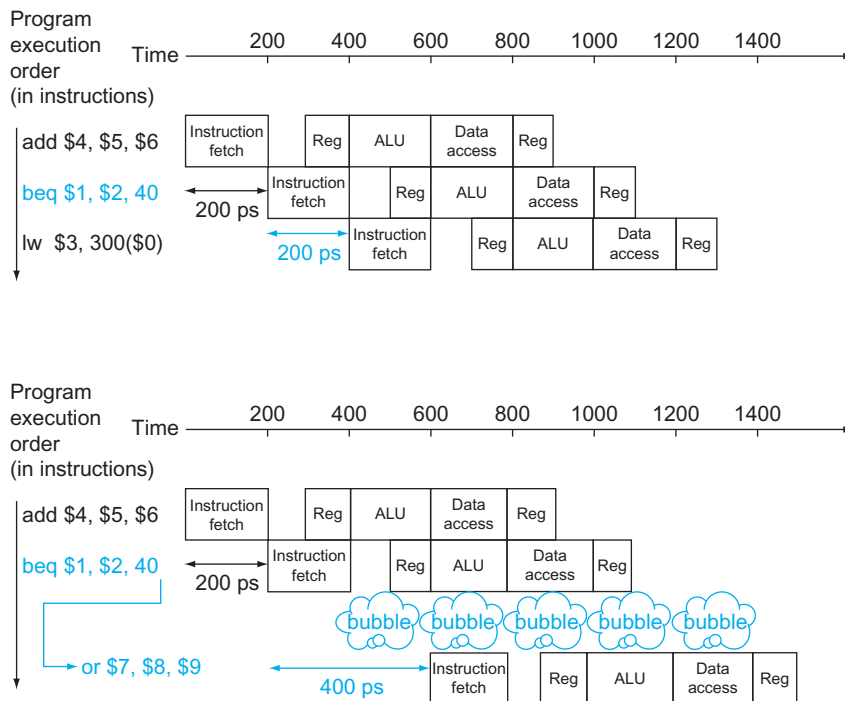 Program
execution
order
(in instructions)
Time
200 400 600 800 1000 1200 1400
add $4, $5, $6
Instruction
fetch
Reg
ALU
Data
access
Reg
beq $1, $2, 40
200 ps
Instruction
fetch
Reg
ALU
Data
access
Reg
lw $3, 300($0)
200 ps
Instruction
fetch
Reg
ALU
Data
access
Reg
Program
execution
order
(in instructions)
Time
200 400 600 800 1000 1200 1400
add $4, $5, $6
Instruction
fetch
Reg
ALU
Data
access
Reg
beq $1, $2, 40
200 ps
Instruction
fetch
Reg
ALU
Data
access
Reg
bubble bubble bubble bubble bubble
or $7, $8, $9
400 ps
Instruction
fetch
Reg
ALU
Data
access
Reg